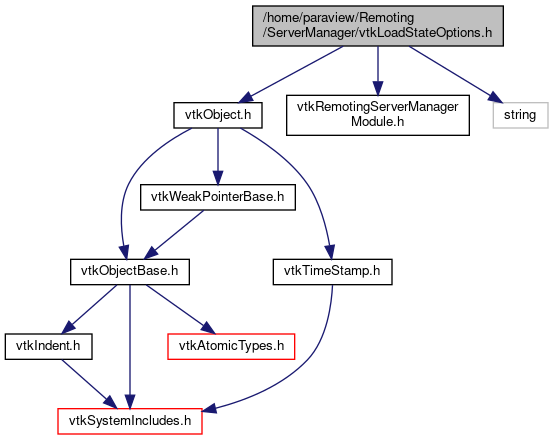 /home/paraview/Remoting
/ServerManager/vtkLoadStateOptions.h
vtkObject.h
vtkRemotingServerManager
Module.h
string
vtkWeakPointerBase.h
vtkObjectBase.h
vtkTimeStamp.h
vtkIndent.h
vtkAtomicTypes.h
vtkSystemIncludes.h